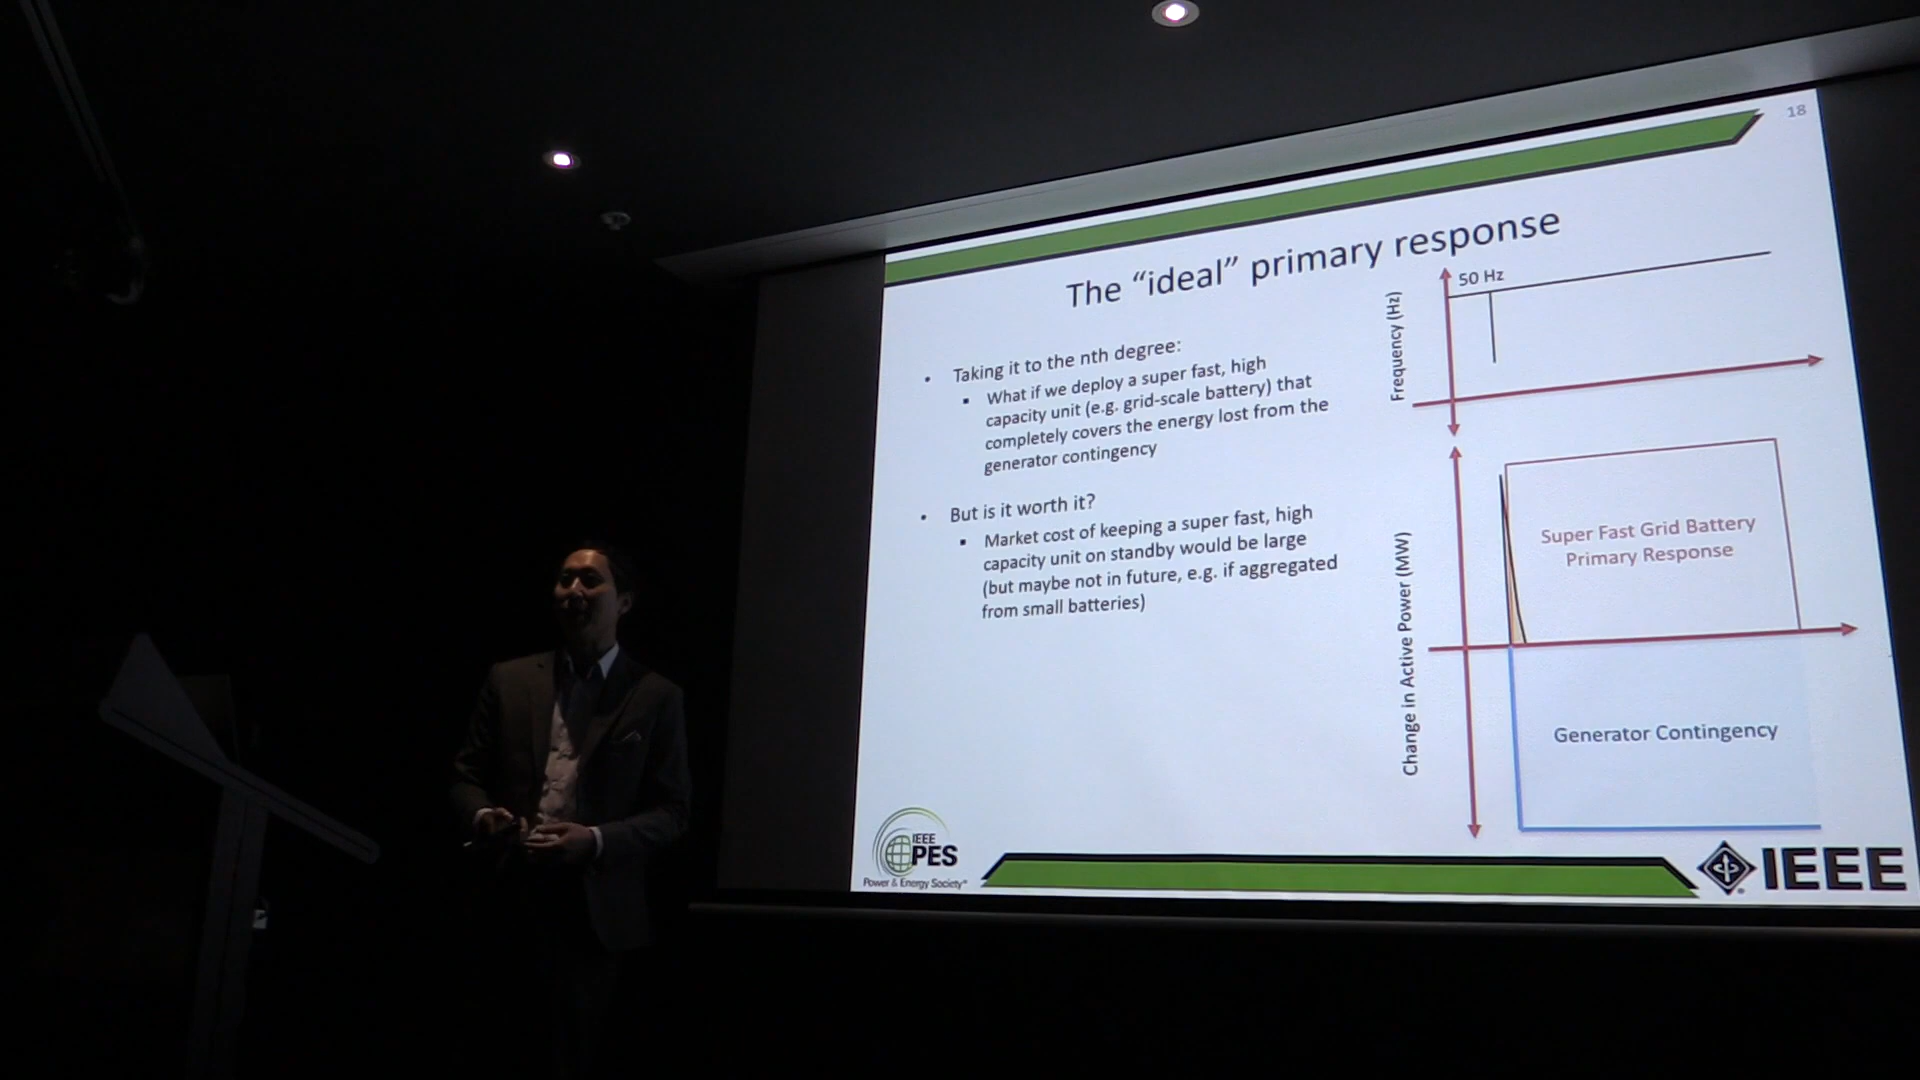 18
The “ideal” primary response
• Taking it to the nth degree:
▪ What if we deploy a super fast, high
capacity unit (e.g. grid-scale battery) that
completely covers the energy lost from the
generator contingency
• But is it worth it?
▪ Market cost of keeping a super fast, high
capacity unit on standby would be large
(but maybe not in future, e.g. if aggregated
from small batteries)
50 Hz
Frequency (Hz)
Change in Active Power (MW)
Super Fast Grid Battery
Primary Response
Generator Contingency
IEEE
PES
Power & Energy Society®
IEEE